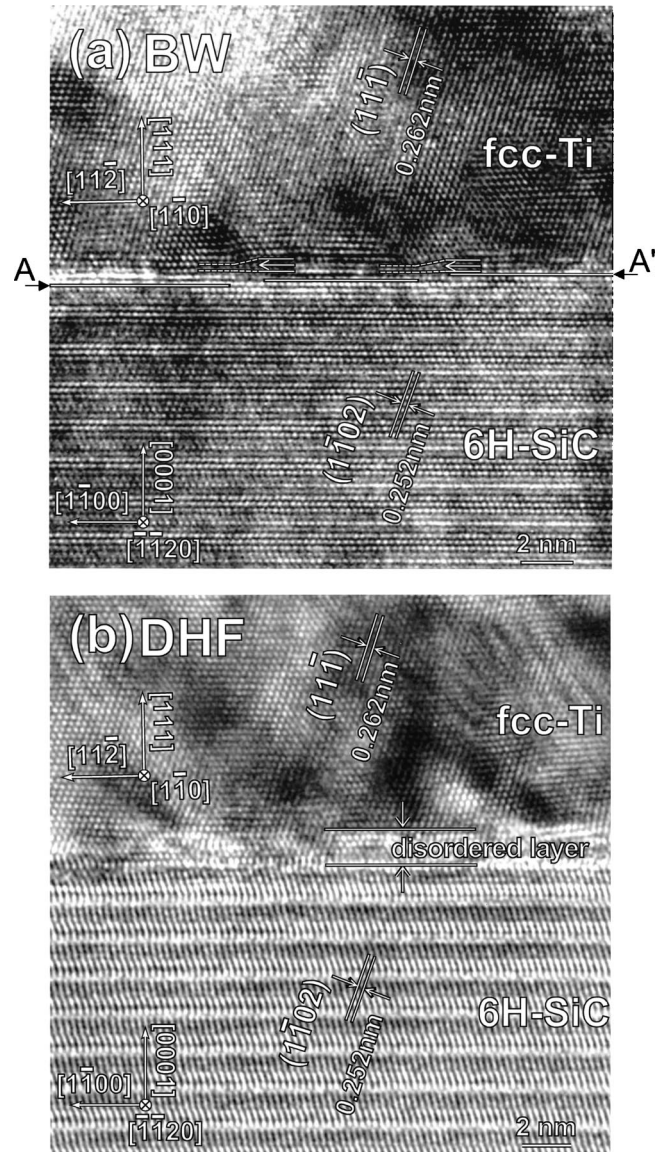 (a) BW
(111̄)
0.262nm
fcc-Ti
[111]
[112̄]
[11̄0]
A
A'
(11̄02)
0.252nm
6H-SiC
[0001]
[11̄00]
[1̄1̄20]
2 nm
(b) DHF
(111̄)
0.262nm
fcc-Ti
[111]
[112̄]
[11̄0]
disordered layer
(11̄02)
0.252nm
6H-SiC
[0001]
[11̄00]
[1̄1̄20]
2 nm